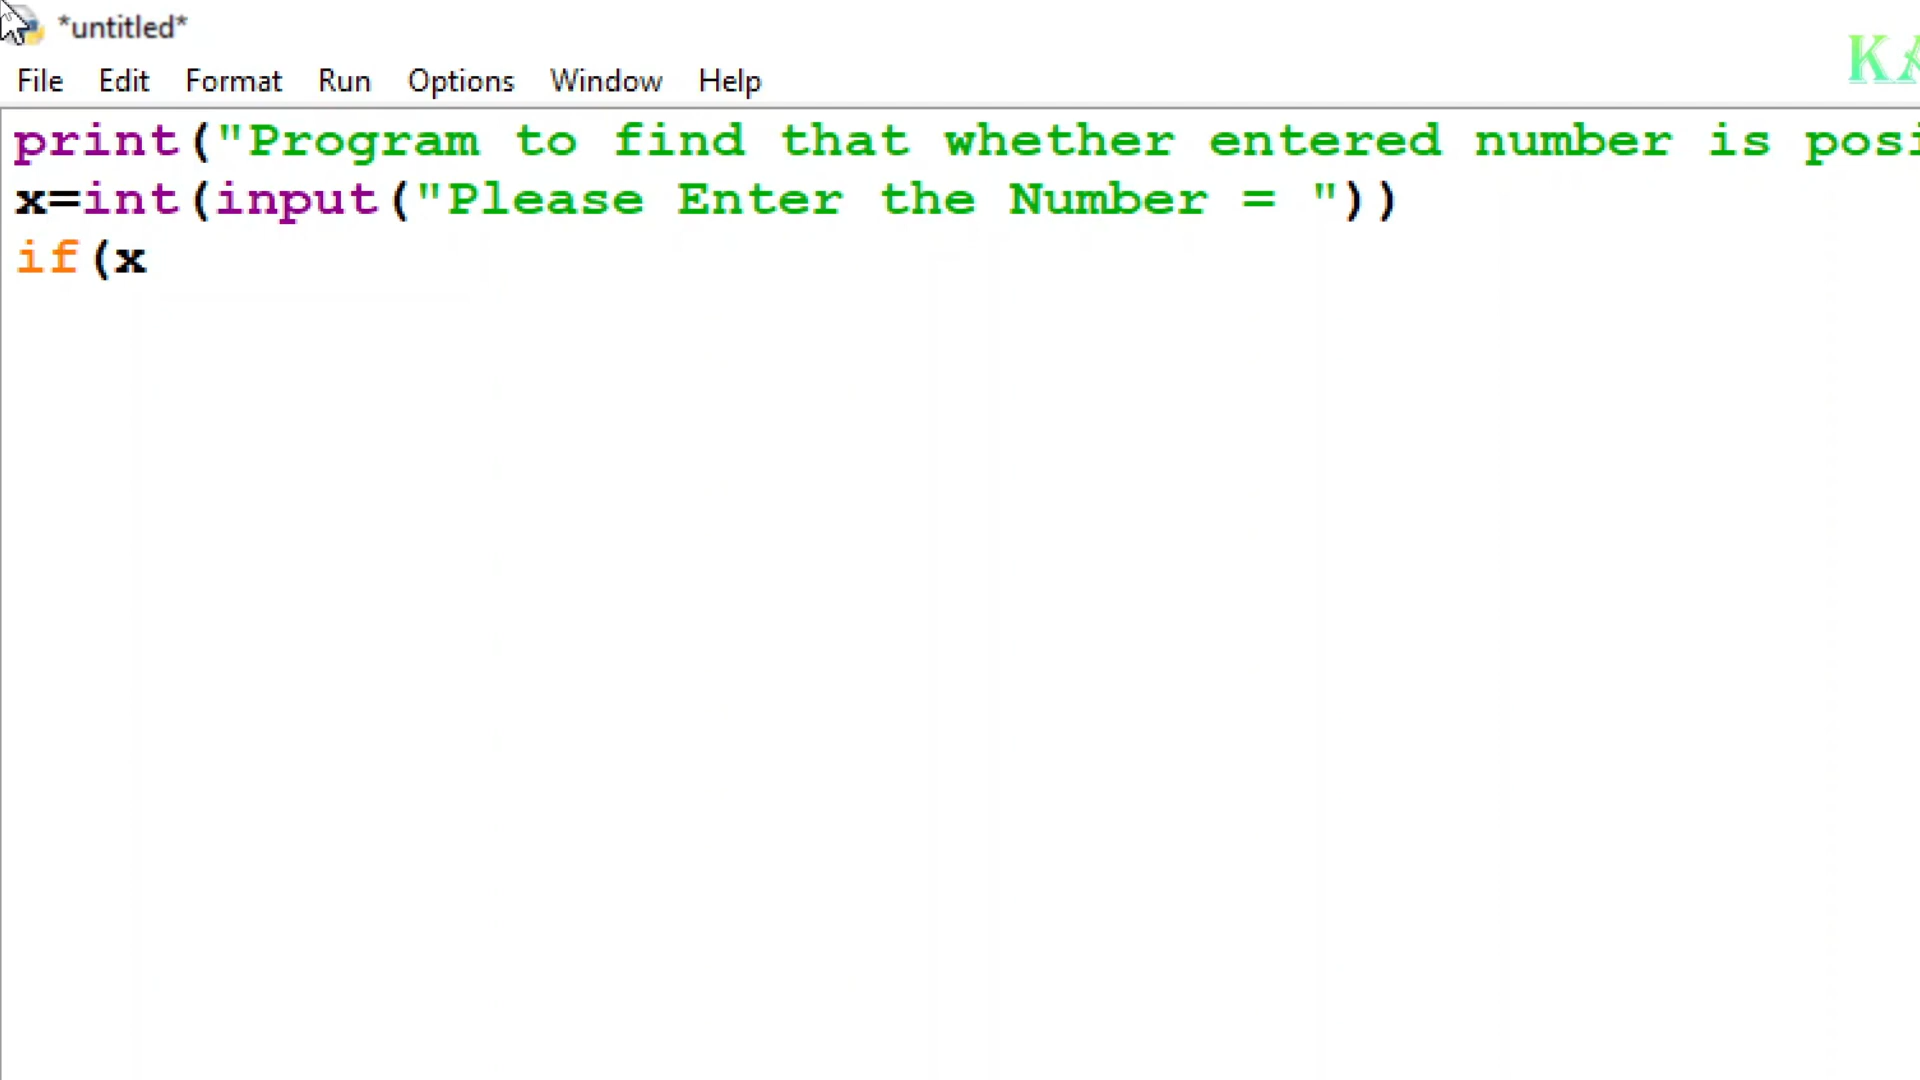 *untitled*
KA
File Edit Format Run Options Window Help
print("Program to find that whether entered number is posi
x=int(input("Please Enter the Number = "))
if(x